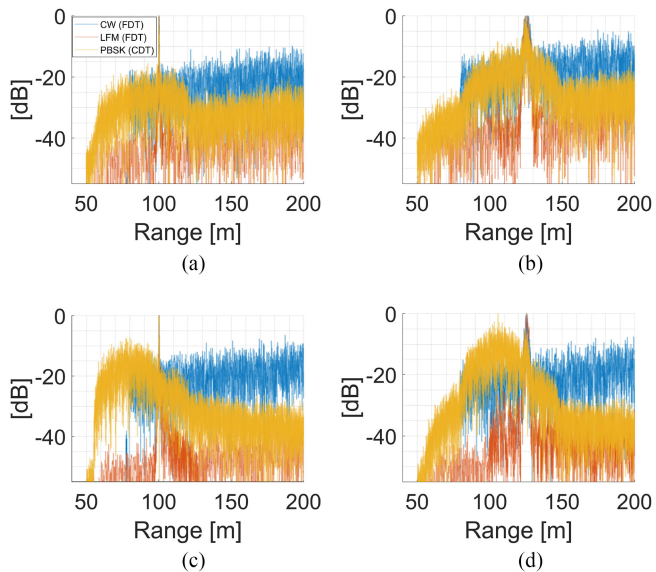 0
-20
-40
[dB]
CW (FDT)
LFM (FDT)
PBSK (CDT)
50 100 150 200
Range [m]
(a)
0
-20
-40
[dB]
50 100 150 200
Range [m]
(b)
0
-20
-40
[dB]
50 100 150 200
Range [m]
(c)
0
-20
-40
[dB]
50 100 150 200
Range [m]
(d)